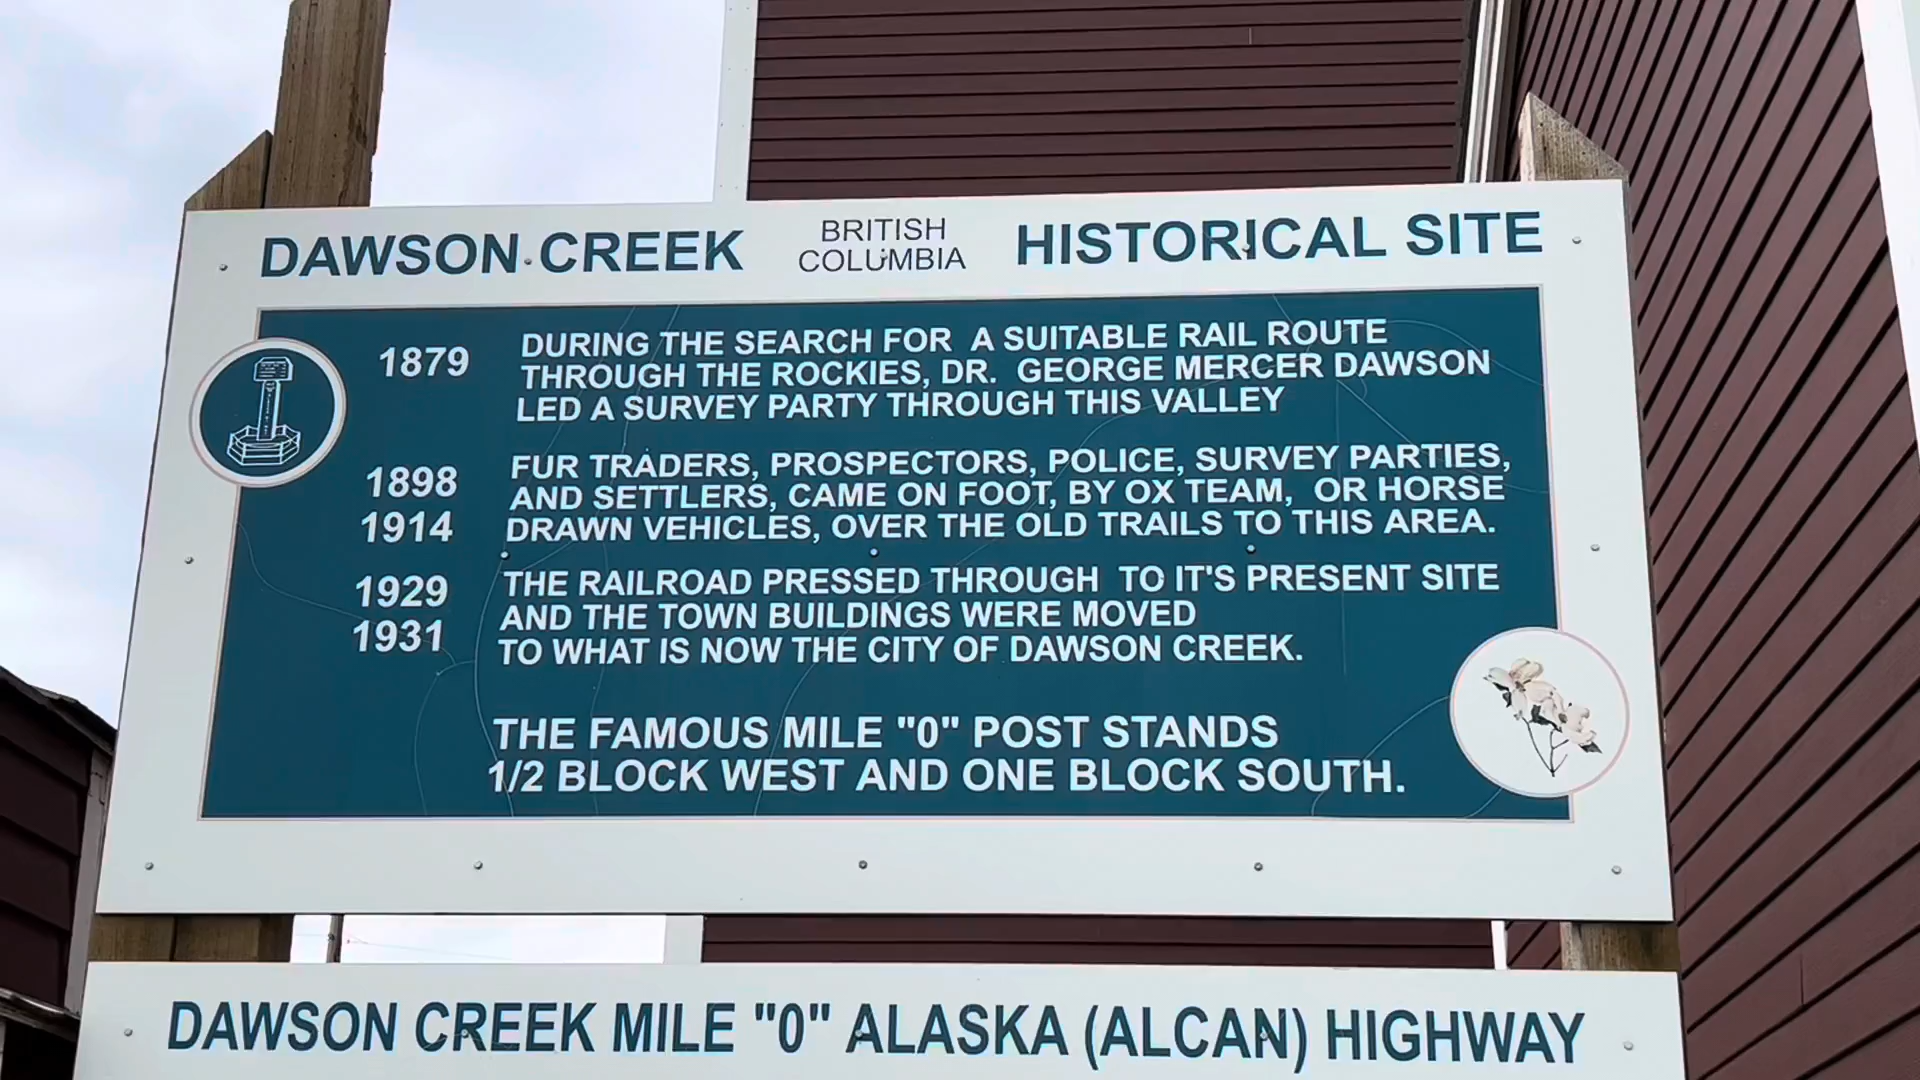 DAWSON CREEK BRITISH COLUMBIA HISTORICAL SITE
1879 DURING THE SEARCH FOR A SUITABLE RAIL ROUTE
THROUGH THE ROCKIES, DR. GEORGE MERCER DAWSON
LED A SURVEY PARTY THROUGH THIS VALLEY
1898 FUR TRADERS, PROSPECTORS, POLICE, SURVEY PARTIES,
AND SETTLERS, CAME ON FOOT, BY OX TEAM, OR HORSE
1914 DRAWN VEHICLES, OVER THE OLD TRAILS TO THIS AREA.
1929 THE RAILROAD PRESSED THROUGH TO IT'S PRESENT SITE
AND THE TOWN BUILDINGS WERE MOVED
1931 TO WHAT IS NOW THE CITY OF DAWSON CREEK.
THE FAMOUS MILE "0" POST STANDS
1/2 BLOCK WEST AND ONE BLOCK SOUTH.
DAWSON CREEK MILE "0" ALASKA (ALCAN) HIGHWAY